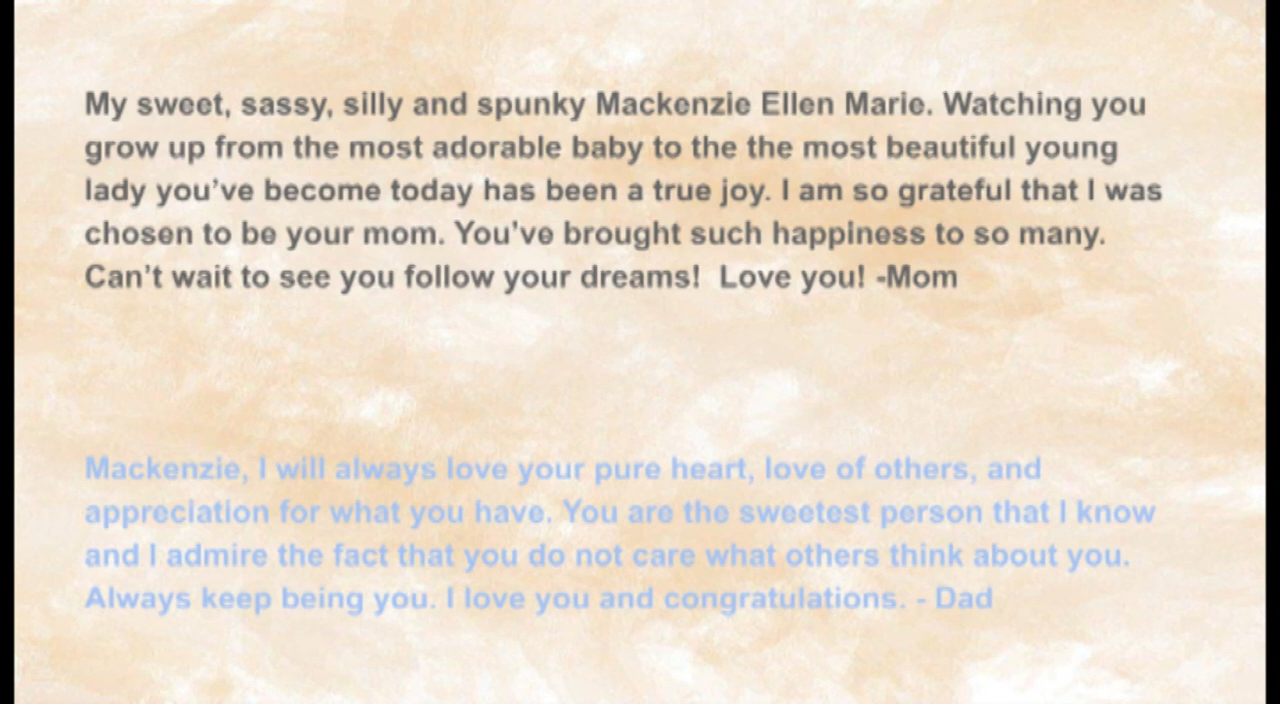 My sweet, sassy, silly and spunky Mackenzie Ellen Marie. Watching you
grow up from the most adorable baby to the the most beautiful young
lady you’ve become today has been a true joy. I am so grateful that I was
chosen to be your mom. You’ve brought such happiness to so many.
Can’t wait to see you follow your dreams!  Love you! -Mom
Mackenzie, I will always love your pure heart, love of others, and
appreciation for what you have. You are the sweetest person that I know
and I admire the fact that you do not care what others think about you.
Always keep being you. I love you and congratulations. - Dad